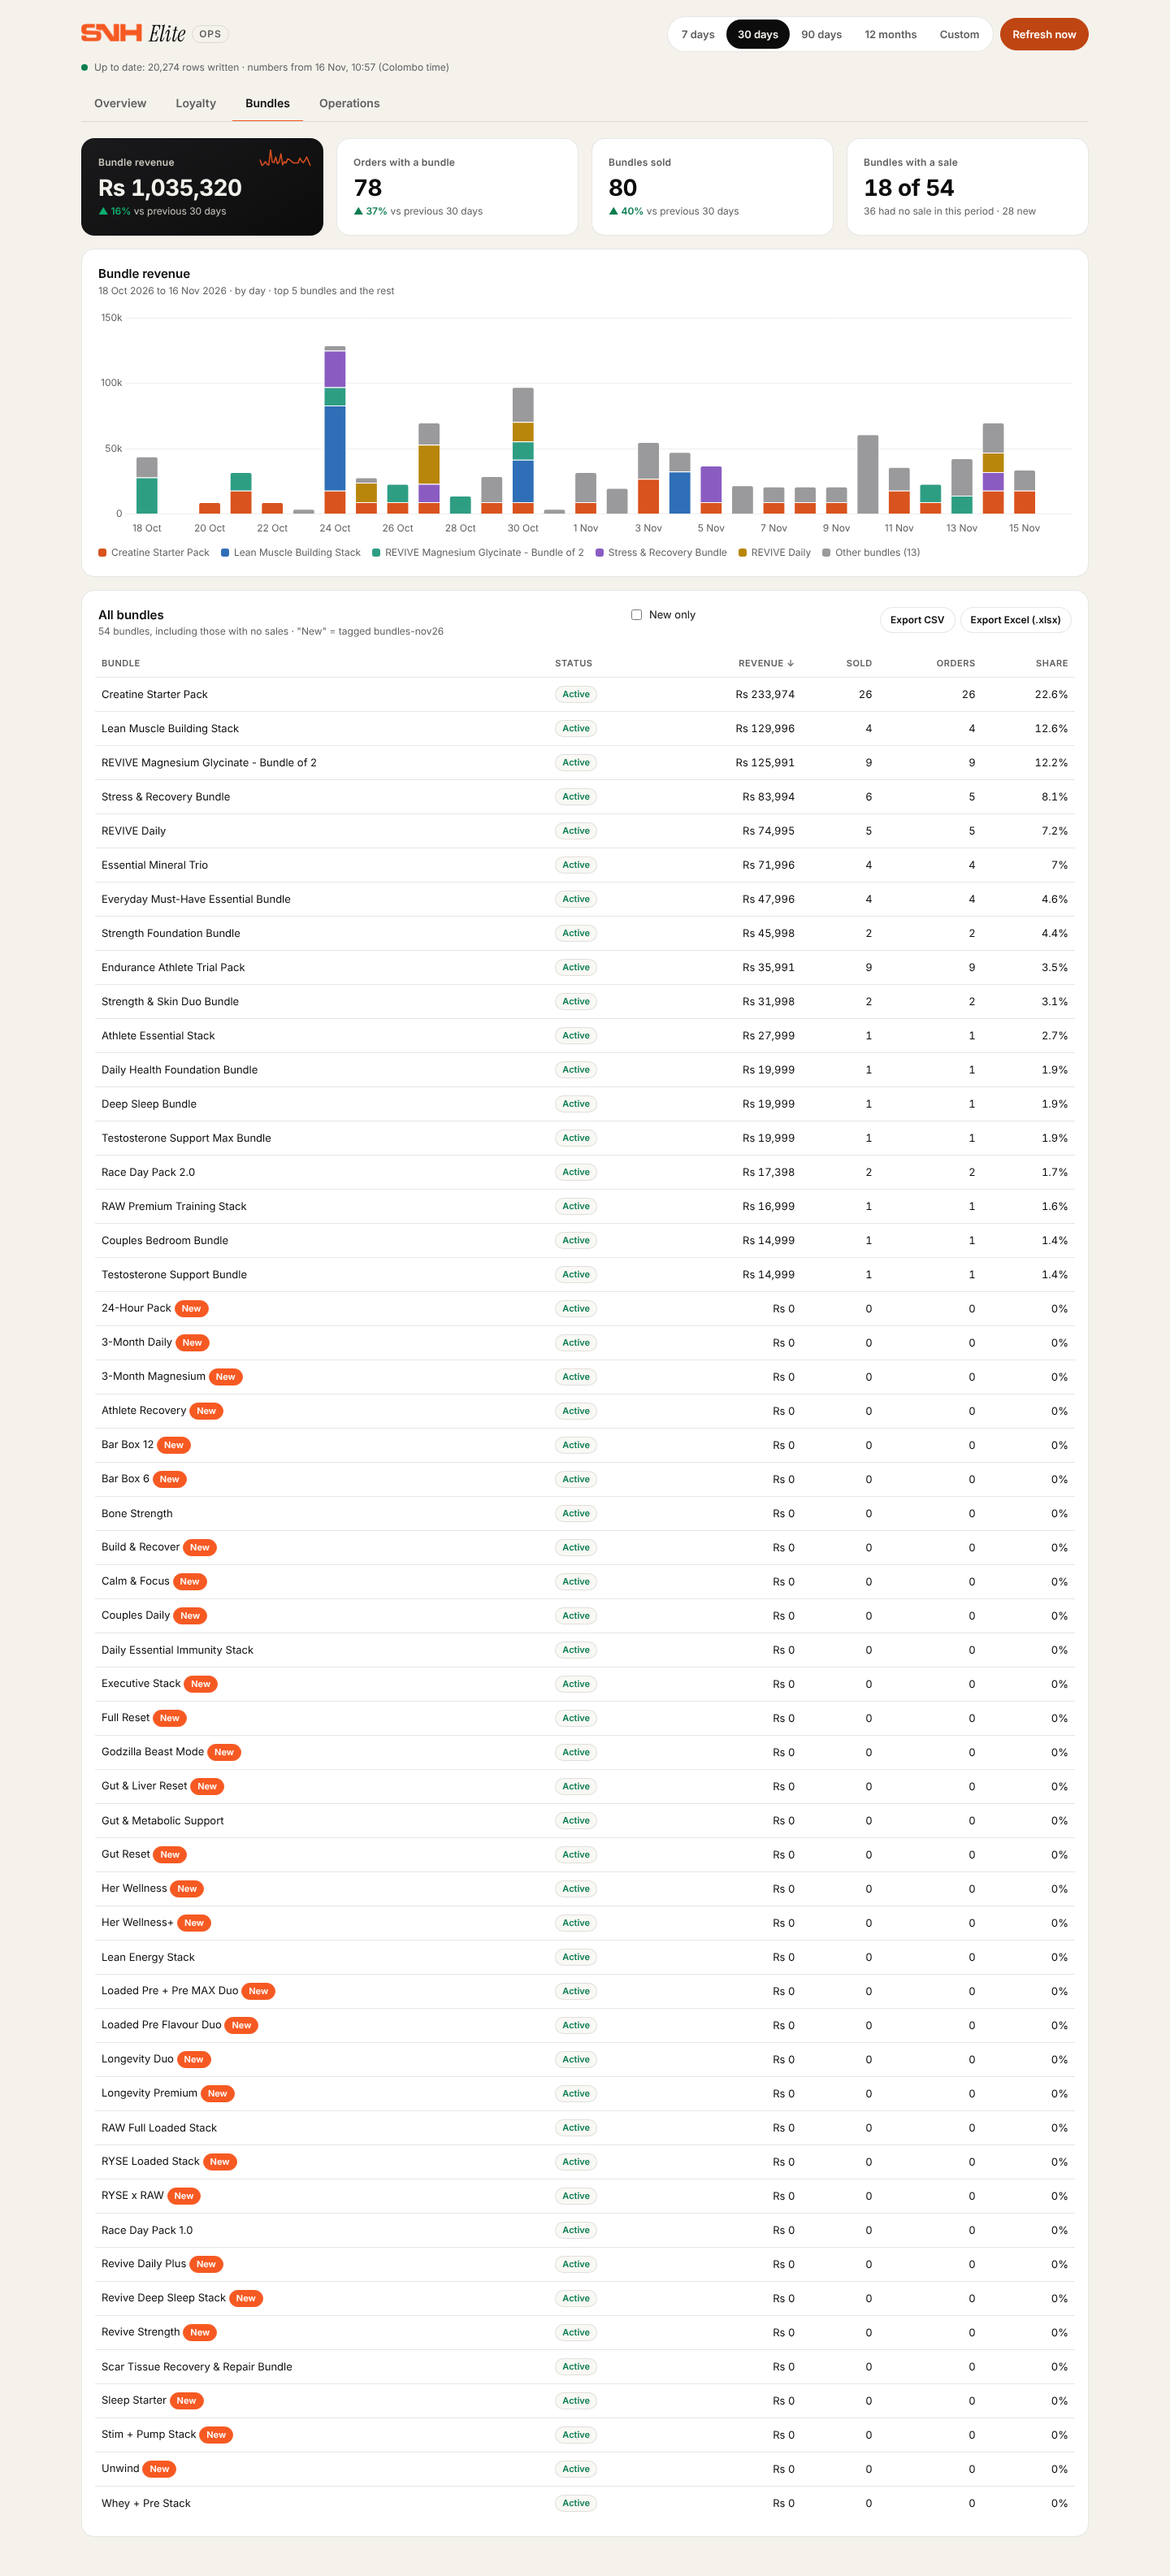 SNH Elite OPS
7 days 30 days 90 days 12 months Custom Refresh now
Up to date: 20,274 rows written · numbers from 16 Nov, 10:57 (Colombo time)
Overview Loyalty Bundles Operations
Bundle revenue
Rs 1,035,320
▲ 16% vs previous 30 days
Orders with a bundle
78
▲ 37% vs previous 30 days
Bundles sold
80
▲ 40% vs previous 30 days
Bundles with a sale
18 of 54
36 had no sale in this period · 28 new
Bundle revenue
18 Oct 2026 to 16 Nov 2026 · by day · top 5 bundles and the rest
150k
100k
50k
0
18 Oct 20 Oct 22 Oct 24 Oct 26 Oct 28 Oct 30 Oct 1 Nov 3 Nov 5 Nov 7 Nov 9 Nov 11 Nov 13 Nov 15 Nov
Creatine Starter Pack Lean Muscle Building Stack REVIVE Magnesium Glycinate - Bundle of 2 Stress & Recovery Bundle REVIVE Daily Other bundles (13)
All bundles
54 bundles, including those with no sales · "New" = tagged bundles-nov26
New only
Export CSV Export Excel (.xlsx)
BUNDLE STATUS REVENUE ↓ SOLD ORDERS SHARE
Creatine Starter Pack Active Rs 233,974 26 26 22.6%
Lean Muscle Building Stack Active Rs 129,996 4 4 12.6%
REVIVE Magnesium Glycinate - Bundle of 2 Active Rs 125,991 9 9 12.2%
Stress & Recovery Bundle Active Rs 83,994 6 5 8.1%
REVIVE Daily Active Rs 74,995 5 5 7.2%
Essential Mineral Trio Active Rs 71,996 4 4 7%
Everyday Must-Have Essential Bundle Active Rs 47,996 4 4 4.6%
Strength Foundation Bundle Active Rs 45,998 2 2 4.4%
Endurance Athlete Trial Pack Active Rs 35,991 9 9 3.5%
Strength & Skin Duo Bundle Active Rs 31,998 2 2 3.1%
Athlete Essential Stack Active Rs 27,999 1 1 2.7%
Daily Health Foundation Bundle Active Rs 19,999 1 1 1.9%
Deep Sleep Bundle Active Rs 19,999 1 1 1.9%
Testosterone Support Max Bundle Active Rs 19,999 1 1 1.9%
Race Day Pack 2.0 Active Rs 17,398 2 2 1.7%
RAW Premium Training Stack Active Rs 16,999 1 1 1.6%
Couples Bedroom Bundle Active Rs 14,999 1 1 1.4%
Testosterone Support Bundle Active Rs 14,999 1 1 1.4%
24-Hour Pack New Active Rs 0 0 0 0%
3-Month Daily New Active Rs 0 0 0 0%
3-Month Magnesium New Active Rs 0 0 0 0%
Athlete Recovery New Active Rs 0 0 0 0%
Bar Box 12 New Active Rs 0 0 0 0%
Bar Box 6 New Active Rs 0 0 0 0%
Bone Strength Active Rs 0 0 0 0%
Build & Recover New Active Rs 0 0 0 0%
Calm & Focus New Active Rs 0 0 0 0%
Couples Daily New Active Rs 0 0 0 0%
Daily Essential Immunity Stack Active Rs 0 0 0 0%
Executive Stack New Active Rs 0 0 0 0%
Full Reset New Active Rs 0 0 0 0%
Godzilla Beast Mode New Active Rs 0 0 0 0%
Gut & Liver Reset New Active Rs 0 0 0 0%
Gut & Metabolic Support Active Rs 0 0 0 0%
Gut Reset New Active Rs 0 0 0 0%
Her Wellness New Active Rs 0 0 0 0%
Her Wellness+ New Active Rs 0 0 0 0%
Lean Energy Stack Active Rs 0 0 0 0%
Loaded Pre + Pre MAX Duo New Active Rs 0 0 0 0%
Loaded Pre Flavour Duo New Active Rs 0 0 0 0%
Longevity Duo New Active Rs 0 0 0 0%
Longevity Premium New Active Rs 0 0 0 0%
RAW Full Loaded Stack Active Rs 0 0 0 0%
RYSE Loaded Stack New Active Rs 0 0 0 0%
RYSE x RAW New Active Rs 0 0 0 0%
Race Day Pack 1.0 Active Rs 0 0 0 0%
Revive Daily Plus New Active Rs 0 0 0 0%
Revive Deep Sleep Stack New Active Rs 0 0 0 0%
Revive Strength New Active Rs 0 0 0 0%
Scar Tissue Recovery & Repair Bundle Active Rs 0 0 0 0%
Sleep Starter New Active Rs 0 0 0 0%
Stim + Pump Stack New Active Rs 0 0 0 0%
Unwind New Active Rs 0 0 0 0%
Whey + Pre Stack Active Rs 0 0 0 0%